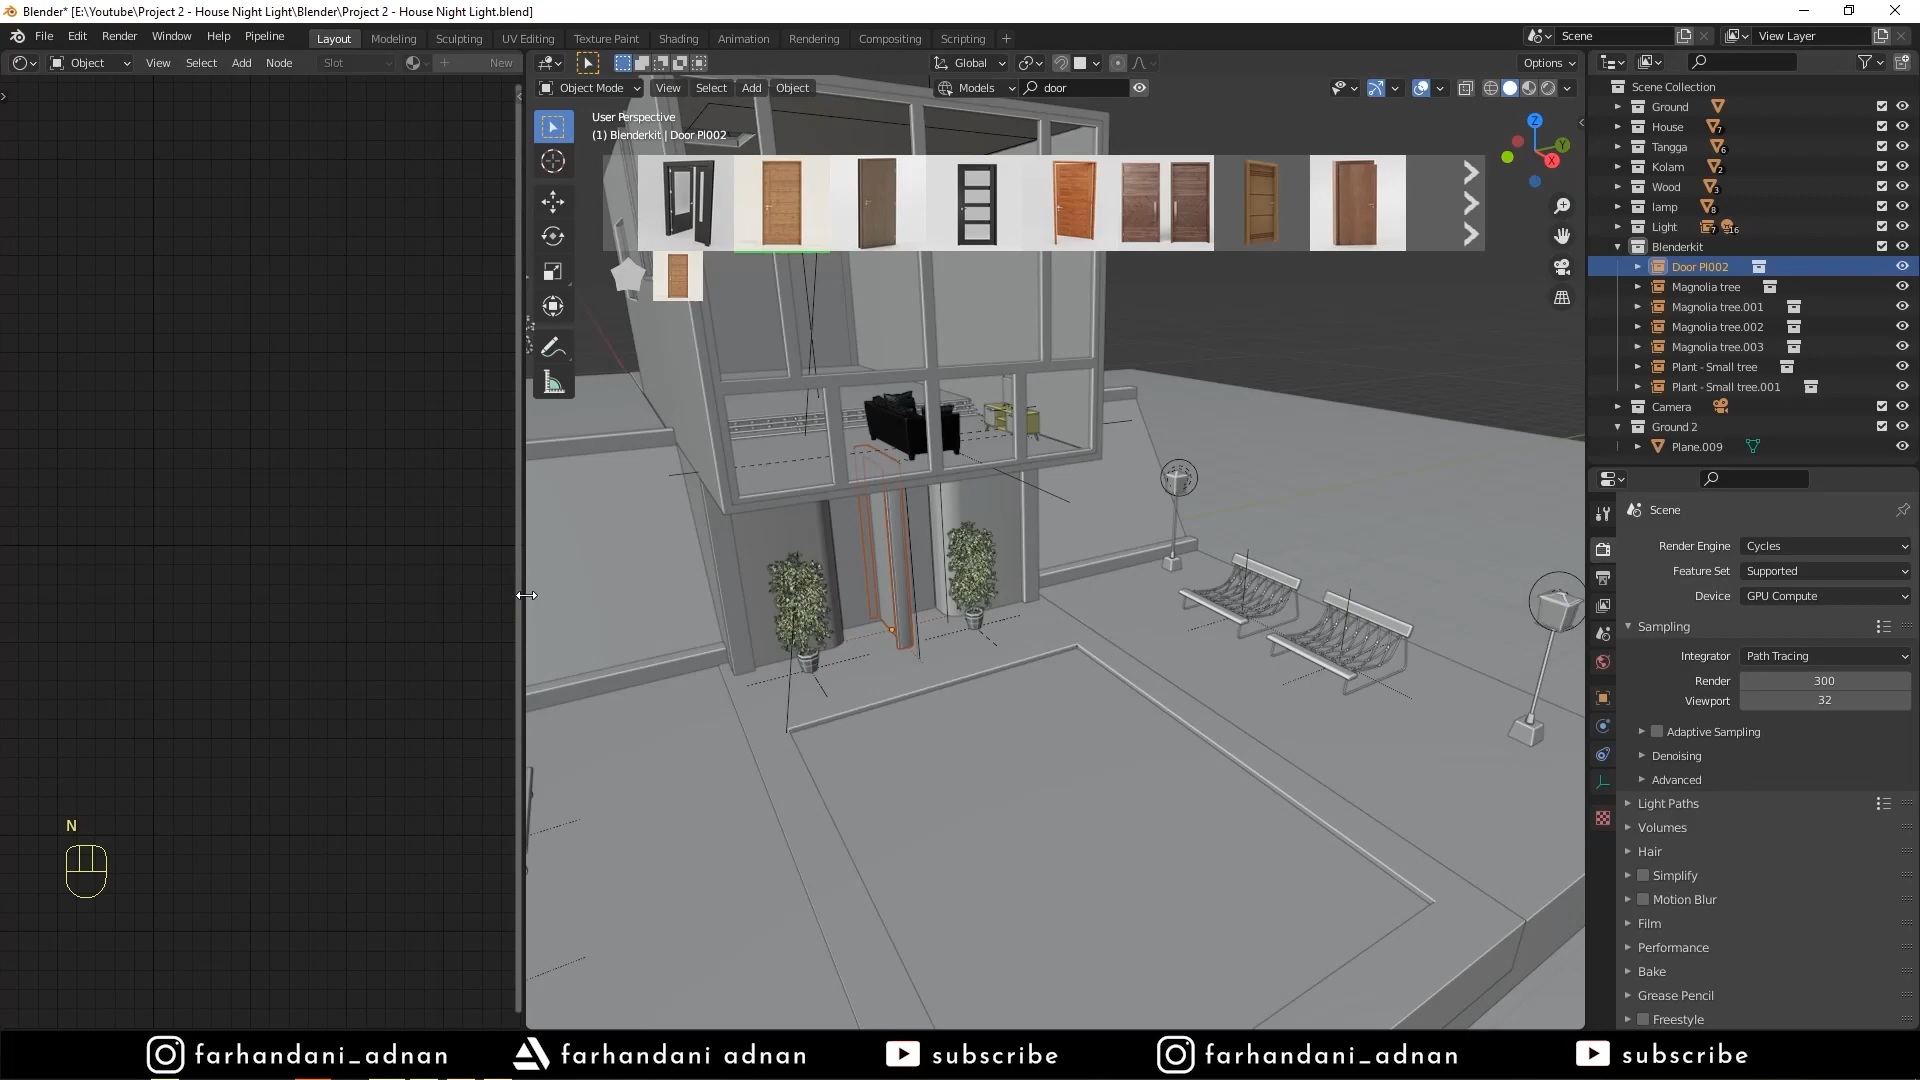 Blender* [E:\Youtube\Project 2 - House Night Light\Blender\Project 2 - House Night Light.blend]
File Edit Render Window Help Pipeline Layout Modeling Sculpting UV Editing Texture Paint Shading Animation Rendering Compositing Scripting + Scene View Layer
Object View Select Add Node Slot New Global Options
Object Mode View Select Add Object Models door
User Perspective
(1) Blenderkit | Door Pl002
Z
Y
X
Scene Collection
Ground
House 7
Tangga 6
Kolam 2
Wood 3
lamp 8
Light 7 16
Blenderkit
Door Pl002
Magnolia tree
Magnolia tree.001
Magnolia tree.002
Magnolia tree.003
Plant - Small tree
Plant - Small tree.001
Camera
Ground 2
Plane.009
Scene
Render Engine Cycles
Feature Set Supported
Device GPU Compute
Sampling
Integrator Path Tracing
Render 300
Viewport 32
Adaptive Sampling
Denoising
Advanced
Light Paths
Volumes
Hair
Simplify
Motion Blur
Film
Performance
Bake
Grease Pencil
Freestyle
N
farhandani_adnan farhandani adnan subscribe farhandani_adnan subscribe